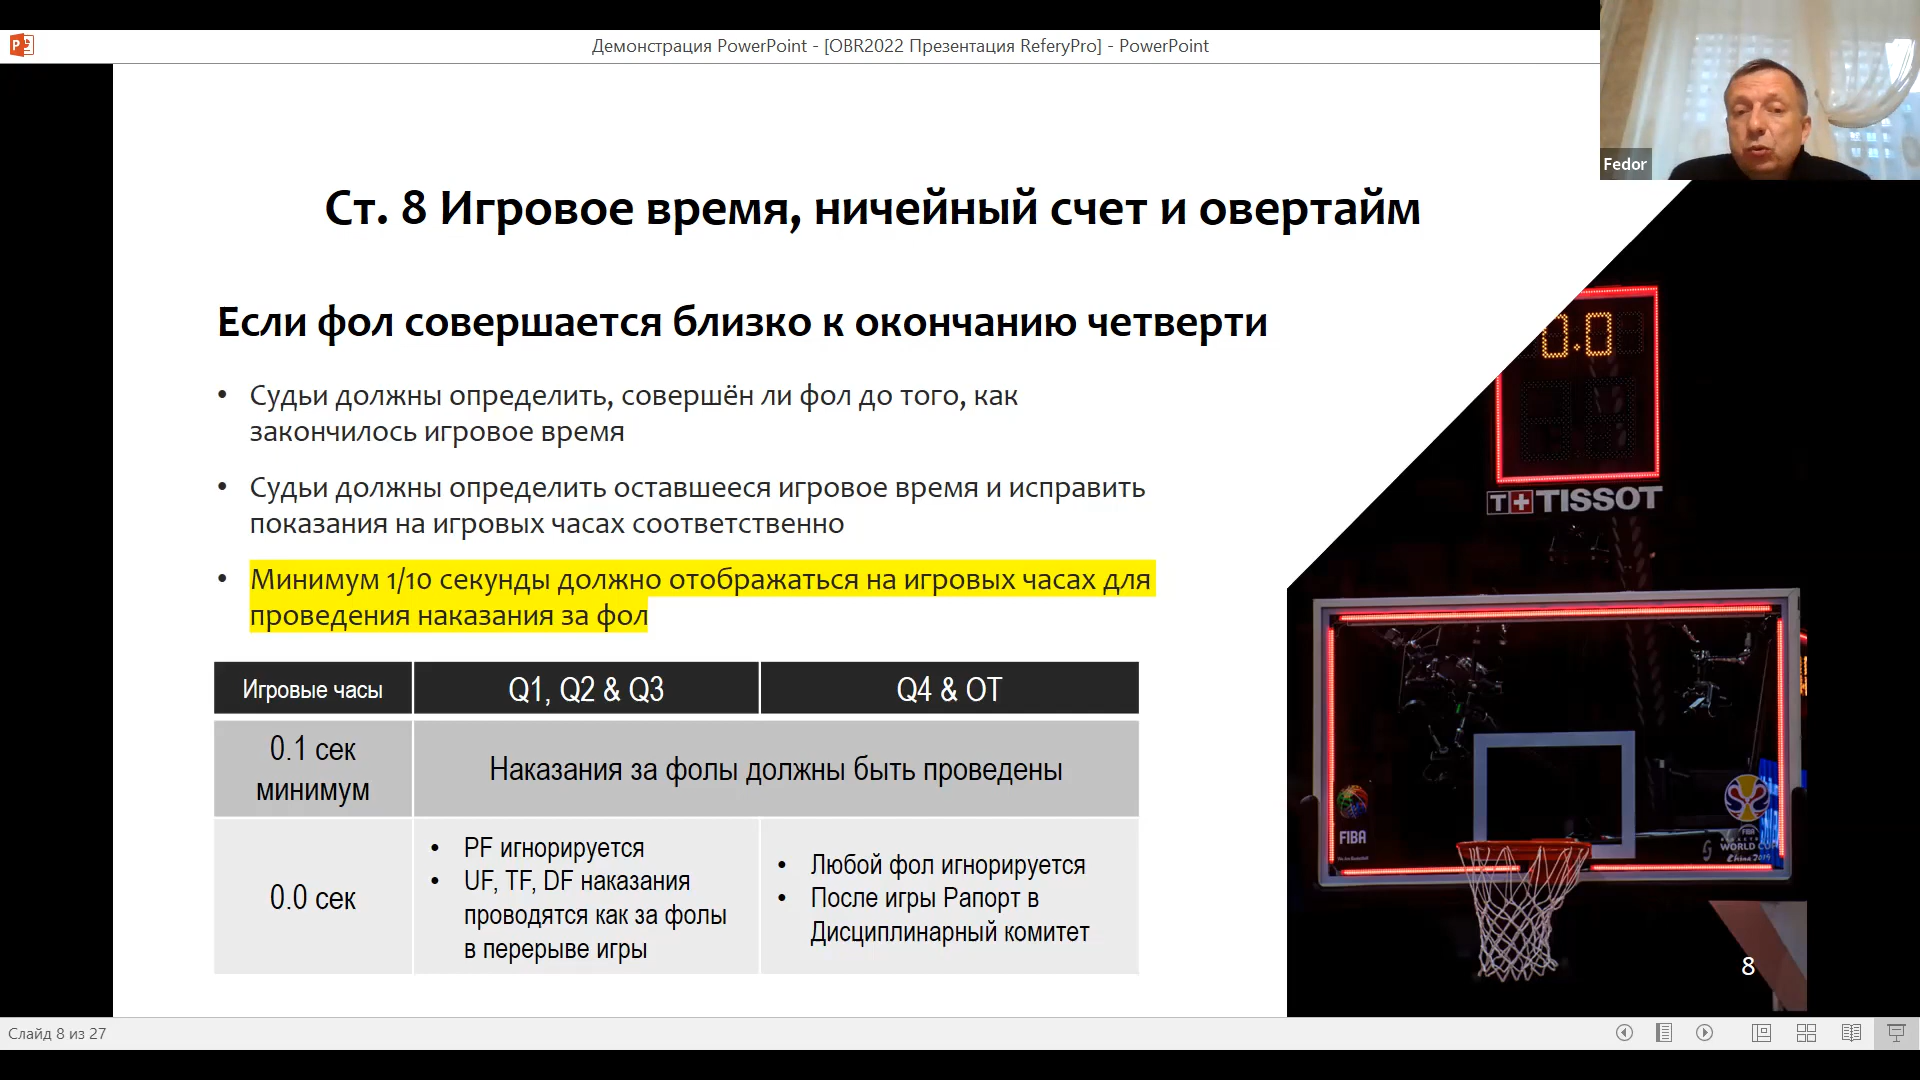 Демонстрация PowerPoint - [OBR2022 Презентация ReferyPro] - PowerPoint
Fedor
Ст. 8 Игровое время, ничейный счет и овертайм
Если фол совершается близко к окончанию четверти
• Судьи должны определить, совершён ли фол до того, как
закончилось игровое время
• Судьи должны определить оставшееся игровое время и исправить
показания на игровых часах соответственно
• Минимум 1/10 секунды должно отображаться на игровых часах для
проведения наказания за фол
Игровые часы Q1, Q2 & Q3 Q4 & OT
0.1 сек
минимум
Наказания за фолы должны быть проведены
0.0 сек
• PF игнорируется
• UF, TF, DF наказания
проводятся как за фолы
в перерыве игры
• Любой фол игнорируется
• После игры Рапорт в
Дисциплинарный комитет
0.0
T+ TISSOT
FIBA
FIBA
WORLD CUP
China 2019
8
Слайд 8 из 27